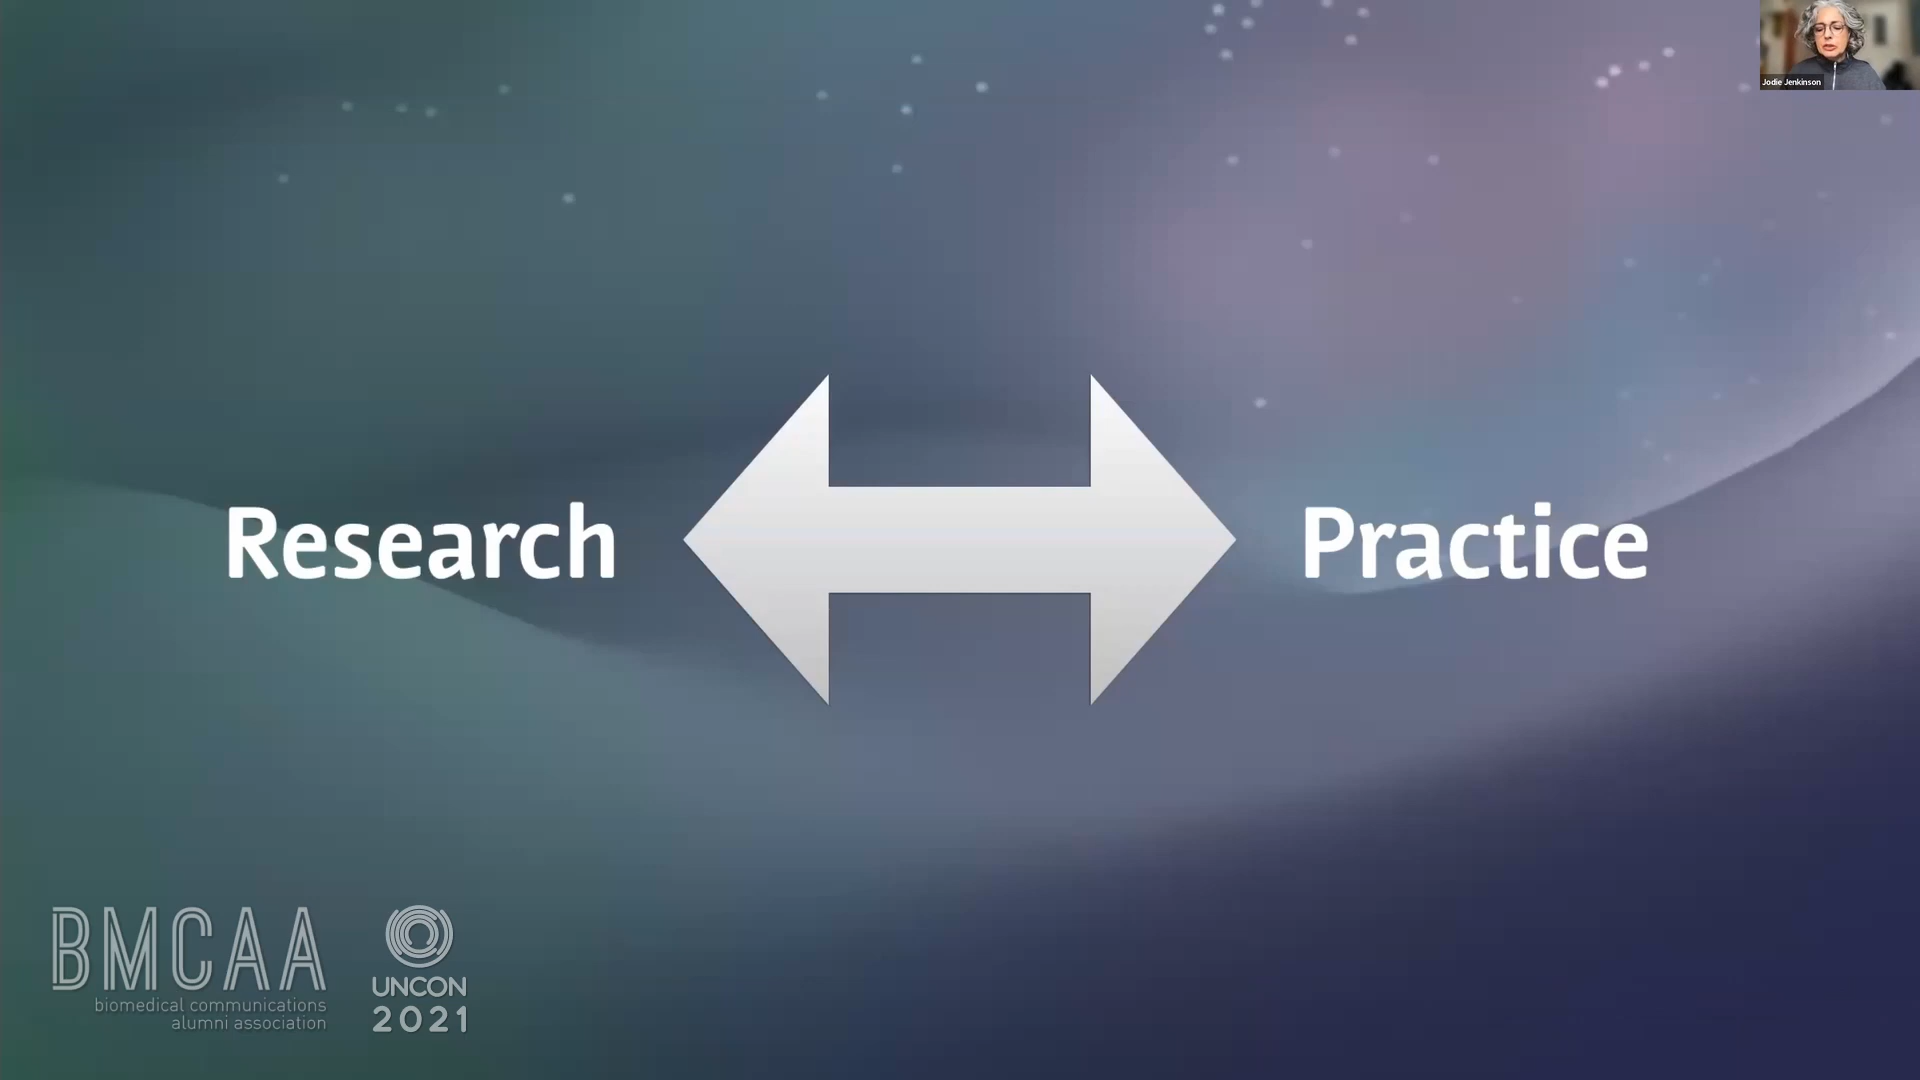 Jodie Jenkinson
Research
Practice
BMCAA
biomedical communications
alumni association
UNCON
2021